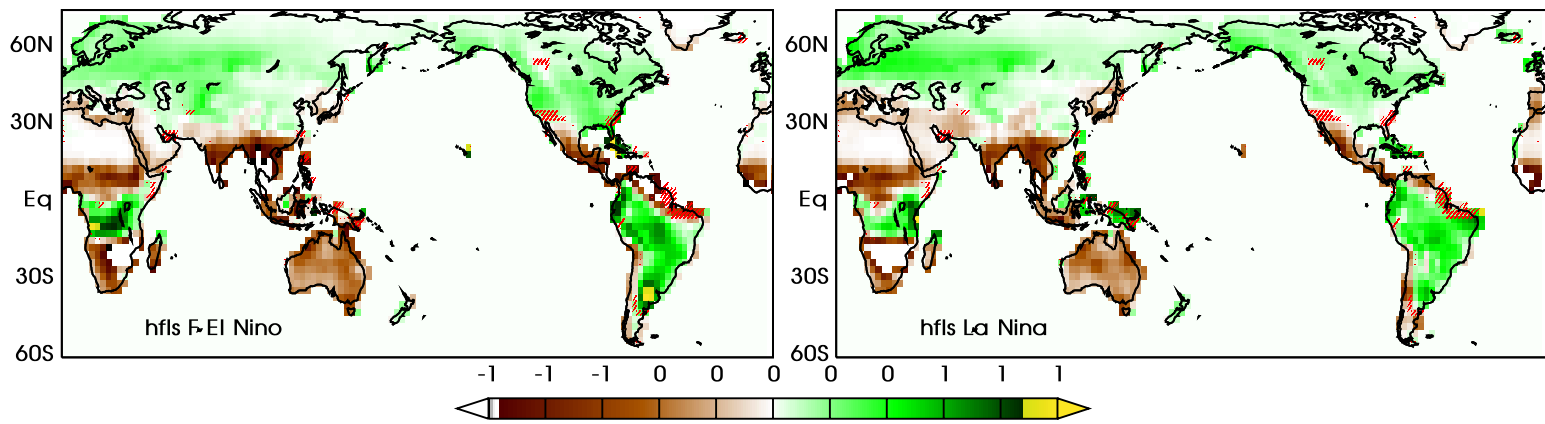 60N
30N
Eq
30S
60S
hfls El Nino
60N
30N
Eq
30S
60S
hfls La Nina
-1 -1 -1 0 0 0 0 0 1 1 1